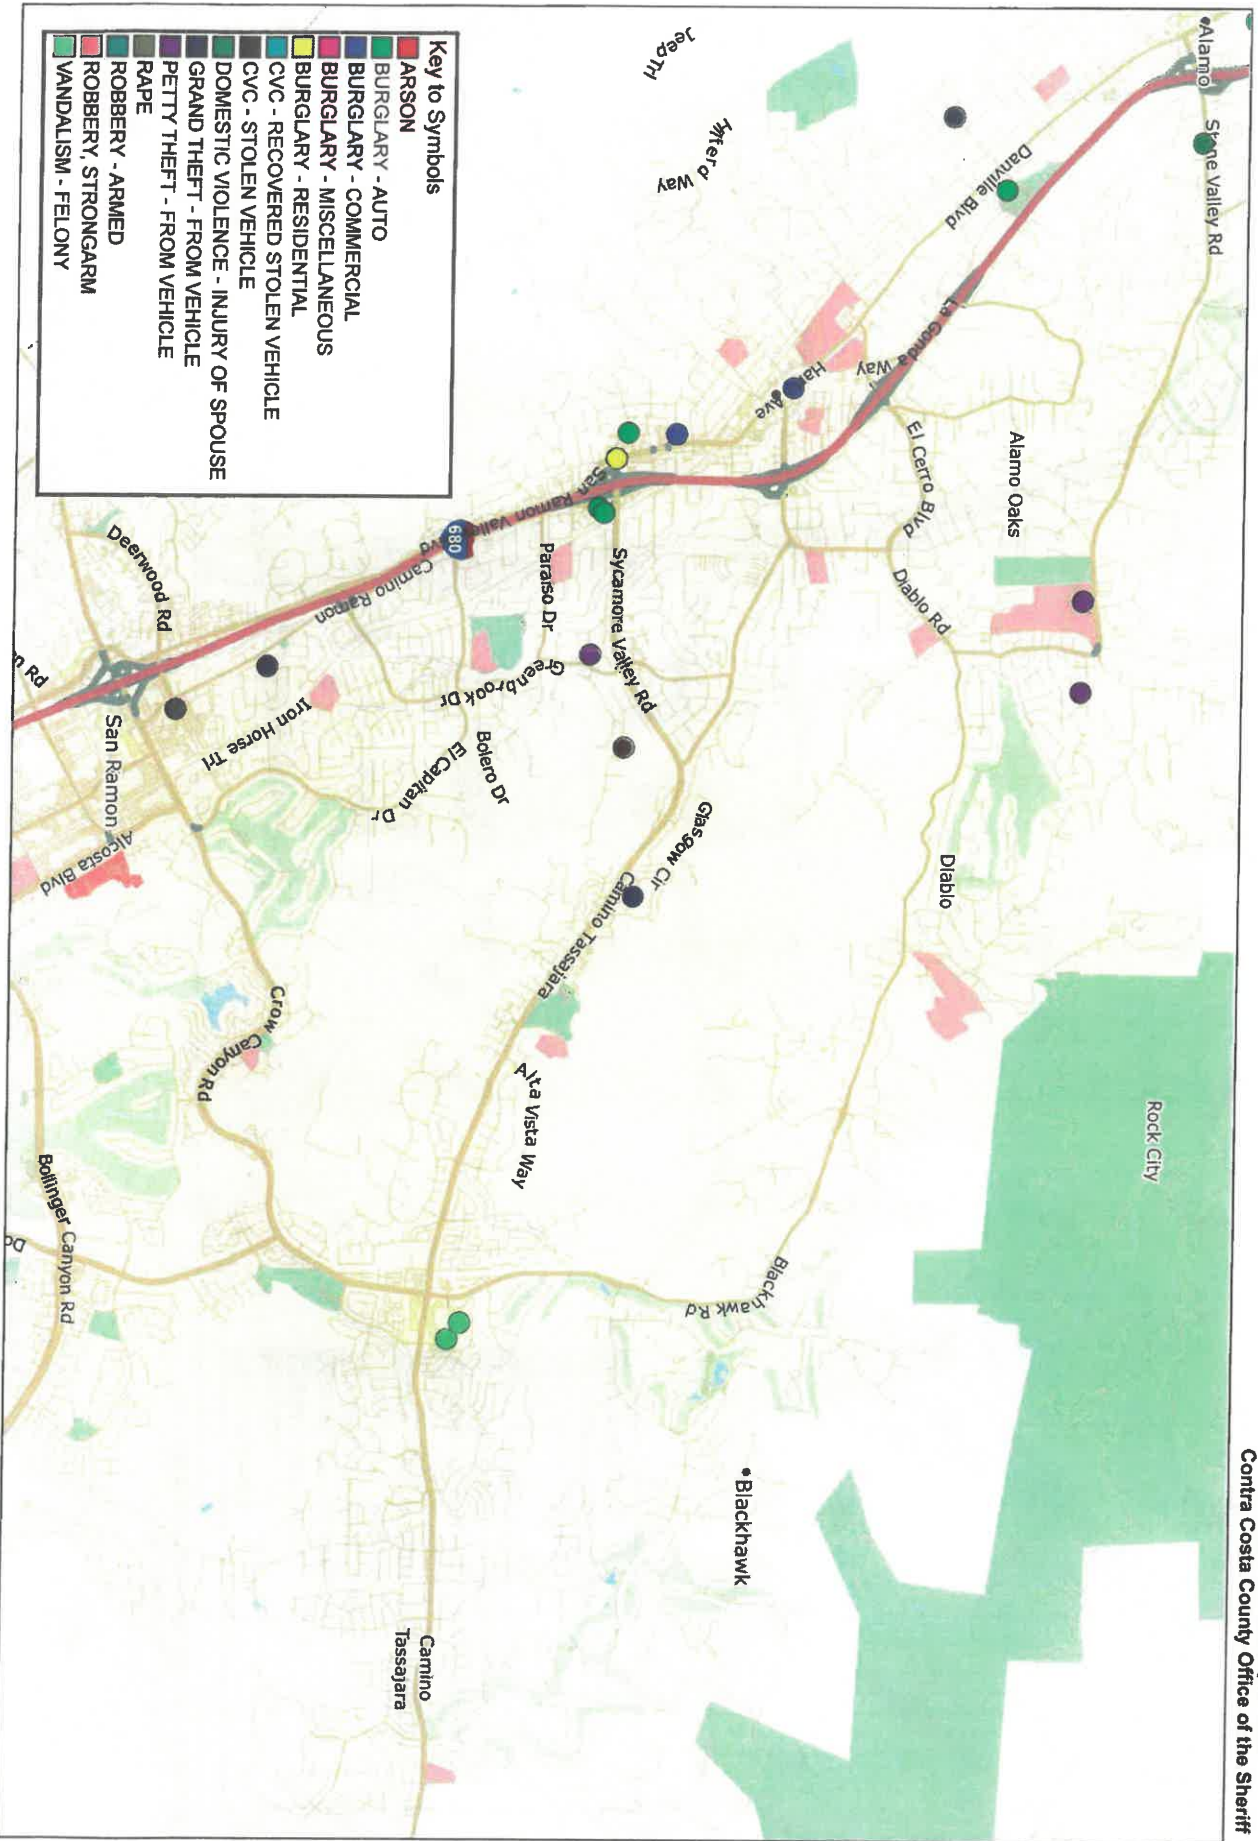 Contra Costa County Office of the Sheriff
Alamo
Stone Valley Rd
Rock City
Alamo Oaks
Danville Blvd
La Gonda Way
El Cerro Blvd
Diablo Rd
Diablo
Jeep Trl
Har
Ave
Blackhawk Rd
Blackhawk
San Ramon Valle
Blvd
Sycamore Valley Rd
Glasgow Cir
Camino Tassajara
Paraiso Dr
Greenbrook Dr
Alta Vista Way
680
Bolero Dr
El Capitan Dr
Camino Ramon
Camino
Tassajara
Iron Horse Trl
Crow Canyon Rd
Deerwood Rd
San Ramon
Alcosta Blvd
n Rd
Bollinger Canyon Rd
Do
Key to Symbols
ARSON
BURGLARY - AUTO
BURGLARY - COMMERCIAL
BURGLARY - MISCELLANEOUS
BURGLARY - RESIDENTIAL
CVC - RECOVERED STOLEN VEHICLE
CVC - STOLEN VEHICLE
DOMESTIC VIOLENCE - INJURY OF SPOUSE
GRAND THEFT - FROM VEHICLE
PETTY THEFT - FROM VEHICLE
RAPE
ROBBERY - ARMED
ROBBERY, STRONGARM
VANDALISM - FELONY